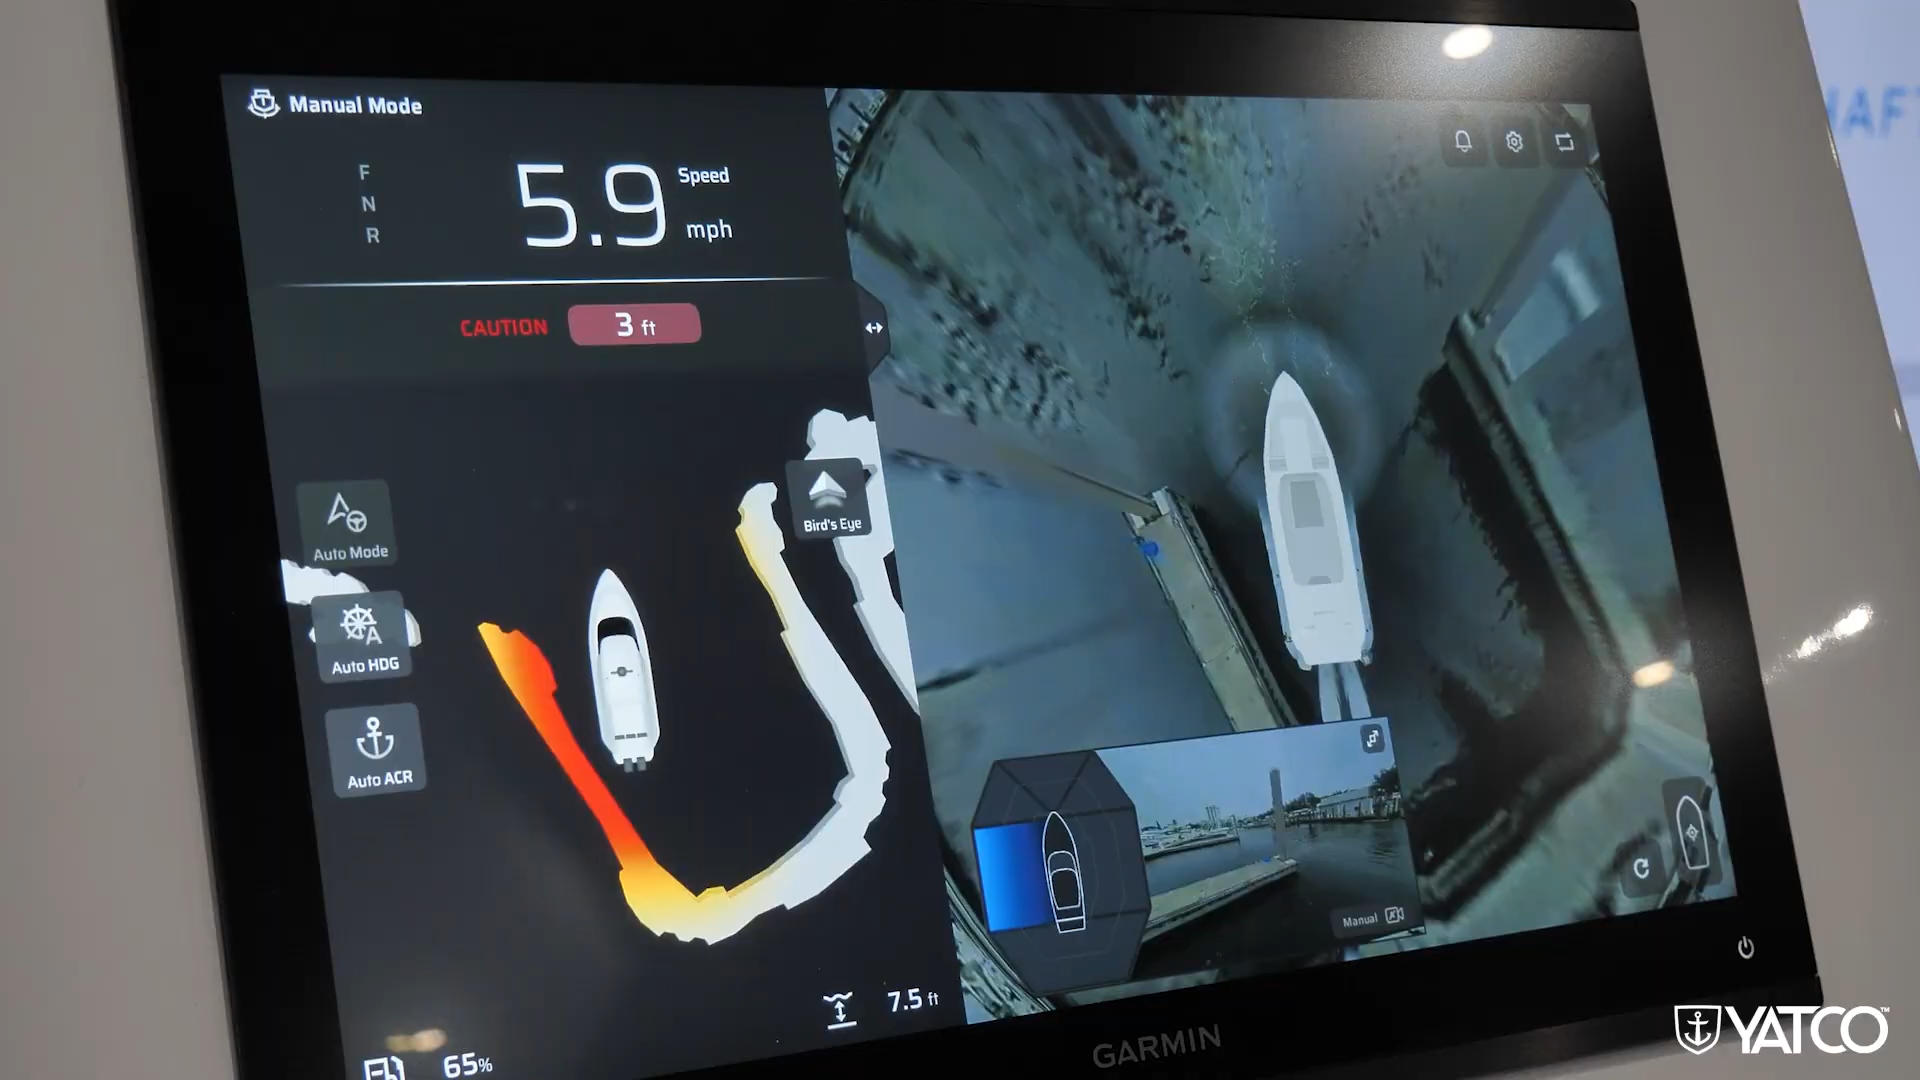 Manual Mode
F
N
R
5.9
Speed
mph
CAUTION
3 ft
Bird's Eye
Auto Mode
Auto HDG
Auto ACR
Manual
7.5 ft
65%
GARMIN
YATCO™